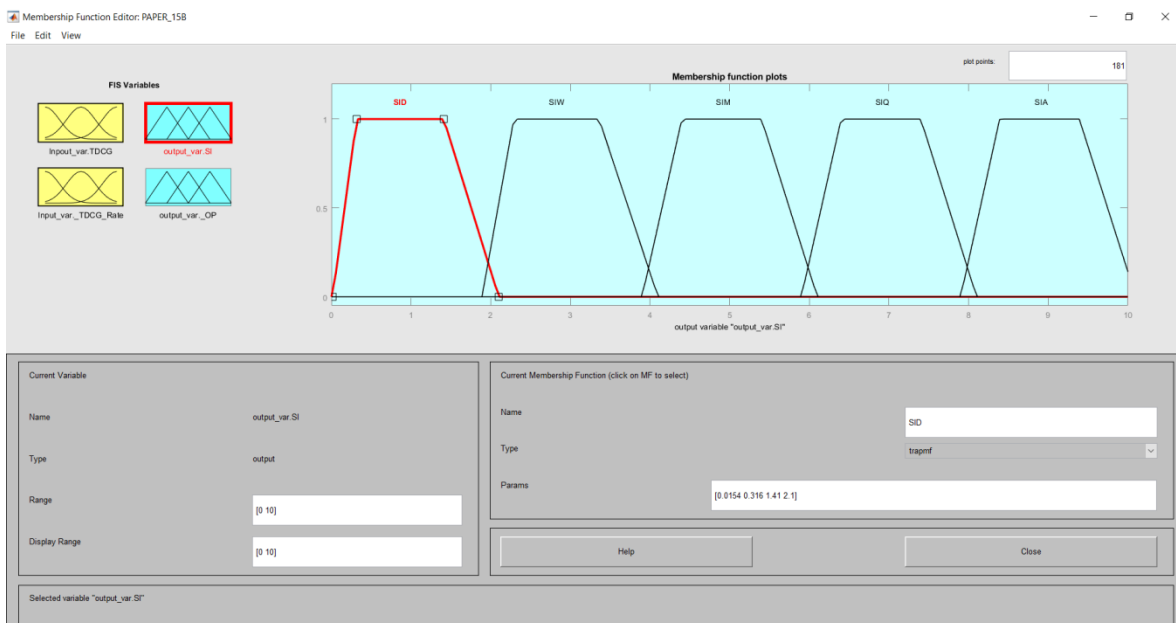 Membership Function Editor: PAPER_15B
File Edit View
FIS Variables
Inpout_var.TDCG
output_var.SI
Input_var._TDCG_Rate
output_var._OP
plot points:
181
Membership function plots
SID SIW SIM SIQ SIA
1
0.5
0
0 1 2 3 4 5 6 7 8 9 10
output variable "output_var.SI"
Current Variable
Name output_var.SI
Type output
Range [0 10]
Display Range [0 10]
Current Membership Function (click on MF to select)
Name SID
Type trapmf
Params [0.0154 0.316 1.41 2.1]
Help Close
Selected variable "output_var.SI"